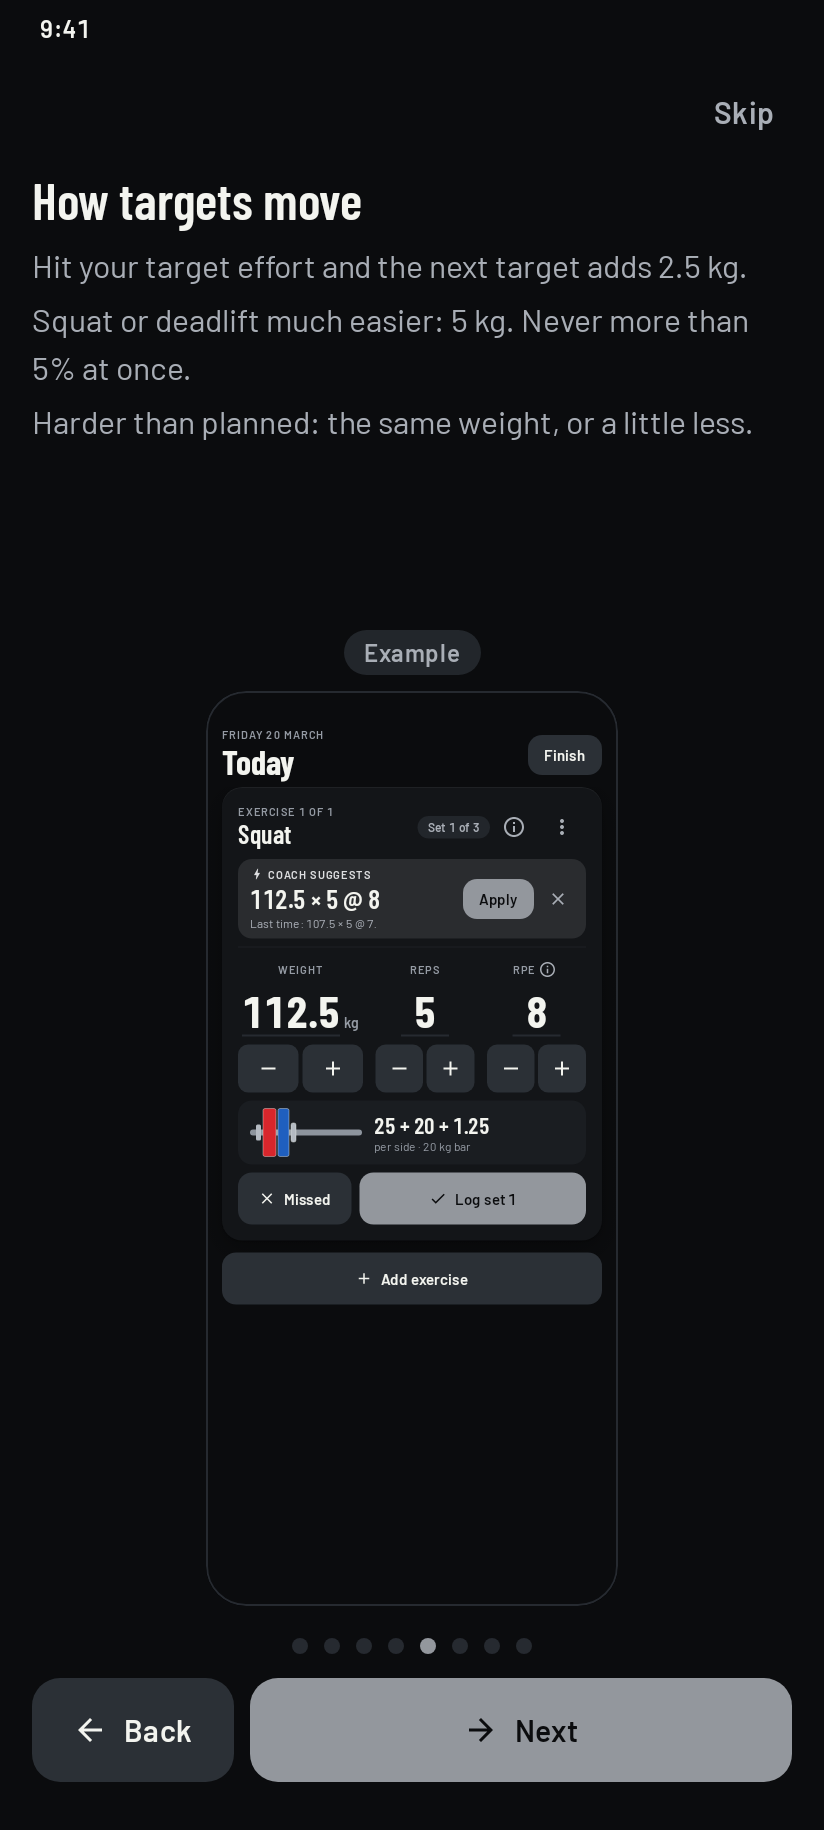 9:41
Skip
How targets move
Hit your target effort and the next target adds 2.5 kg.
Squat or deadlift much easier: 5 kg. Never more than
5% at once.
Harder than planned: the same weight, or a little less.
Example
FRIDAY 20 MARCH
Today
Finish
EXERCISE 1 OF 1
Squat
Set 1 of 3
COACH SUGGESTS
112.5 × 5 @ 8
Last time: 107.5 × 5 @ 7.
Apply
WEIGHT REPS RPE
112.5 kg 5 8
25 + 20 + 1.25
per side · 20 kg bar
Missed
Log set 1
Add exercise
Back
Next